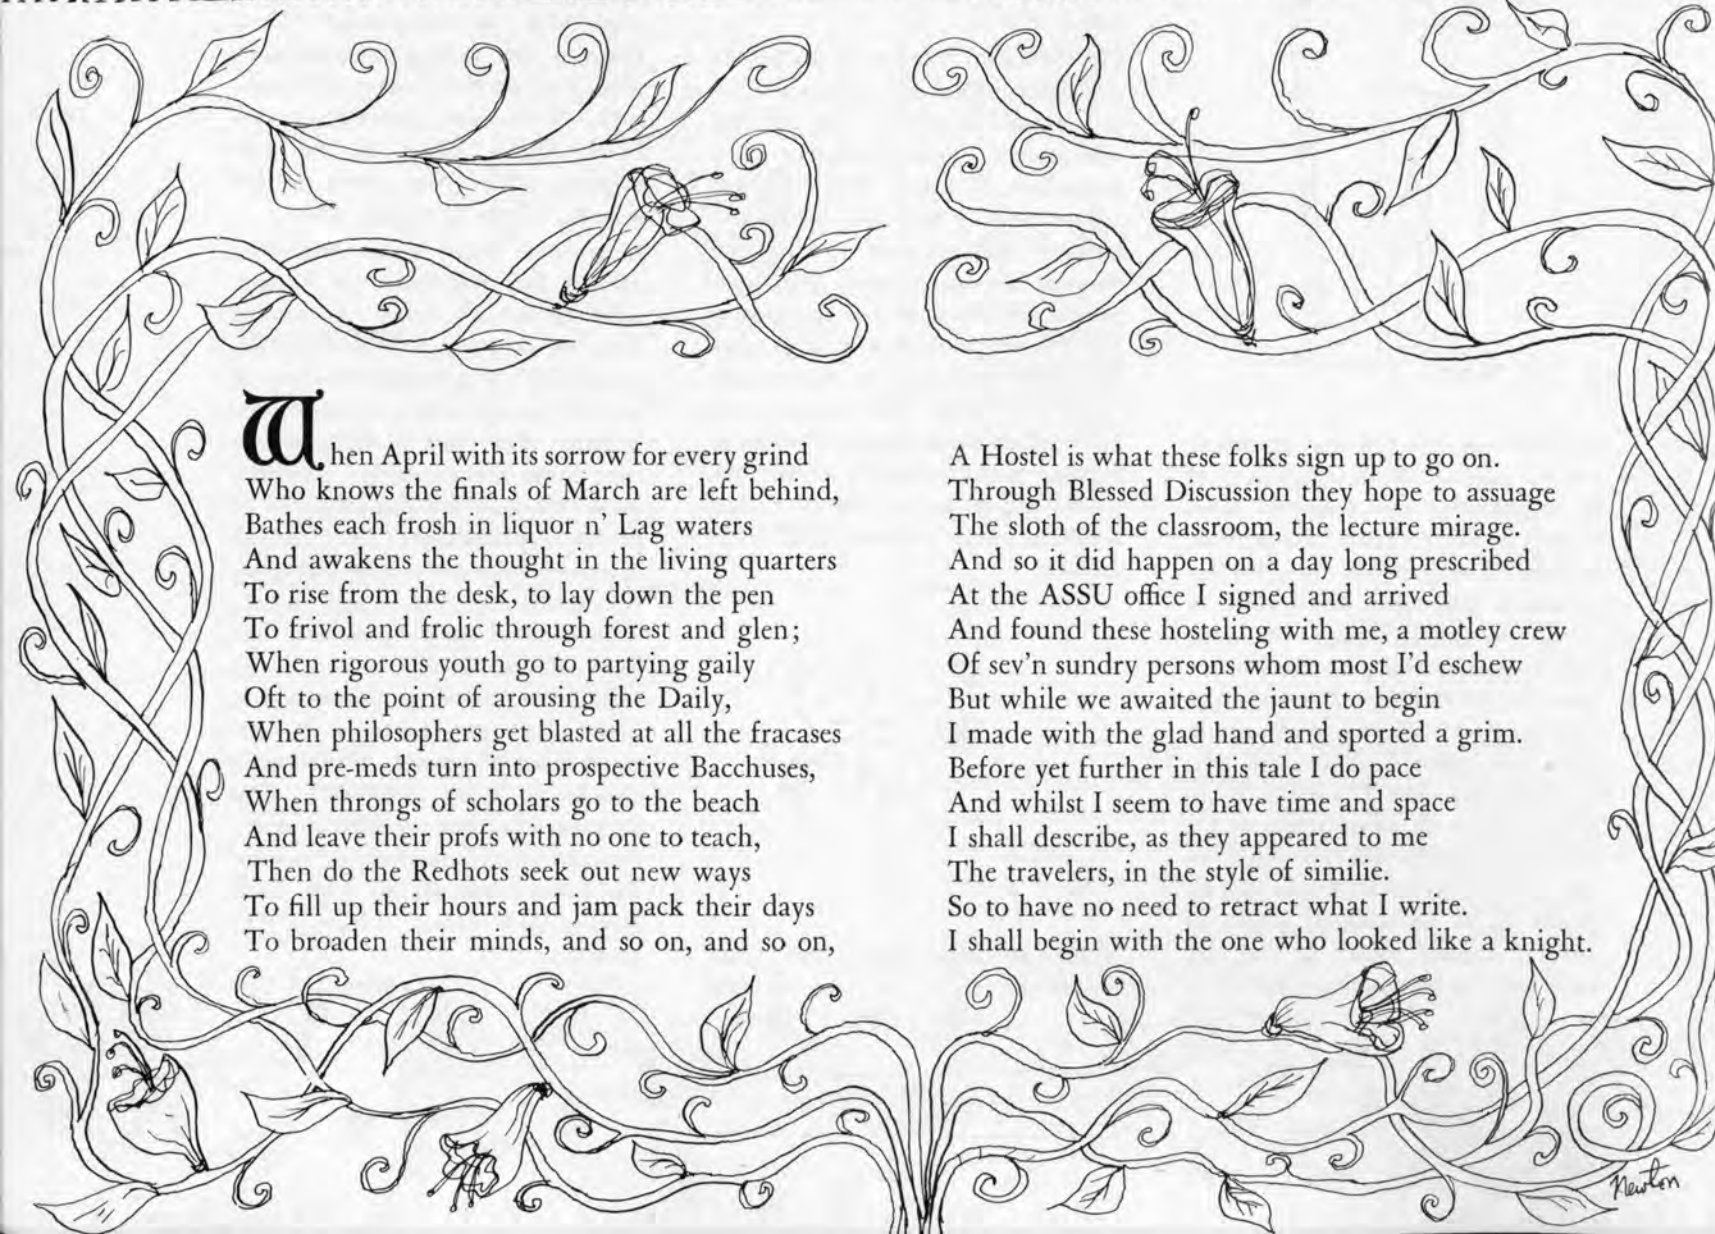 When April with its sorrow for every grind
Who knows the finals of March are left behind,
Bathes each frosh in liquor n' Lag waters
And awakens the thought in the living quarters
To rise from the desk, to lay down the pen
To frivol and frolic through forest and glen;
When rigorous youth go to partying gaily
Oft to the point of arousing the Daily,
When philosophers get blasted at all the fracases
And pre-meds turn into prospective Bacchuses,
When throngs of scholars go to the beach
And leave their profs with no one to teach,
Then do the Redhots seek out new ways
To fill up their hours and jam pack their days
To broaden their minds, and so on, and so on,
A Hostel is what these folks sign up to go on.
Through Blessed Discussion they hope to assuage
The sloth of the classroom, the lecture mirage.
And so it did happen on a day long prescribed
At the ASSU office I signed and arrived
And found these hosteling with me, a motley crew
Of sev'n sundry persons whom most I'd eschew
But while we awaited the jaunt to begin
I made with the glad hand and sported a grim.
Before yet further in this tale I do pace
And whilst I seem to have time and space
I shall describe, as they appeared to me
The travelers, in the style of similie.
So to have no need to retract what I write.
I shall begin with the one who looked like a knight.
Newton